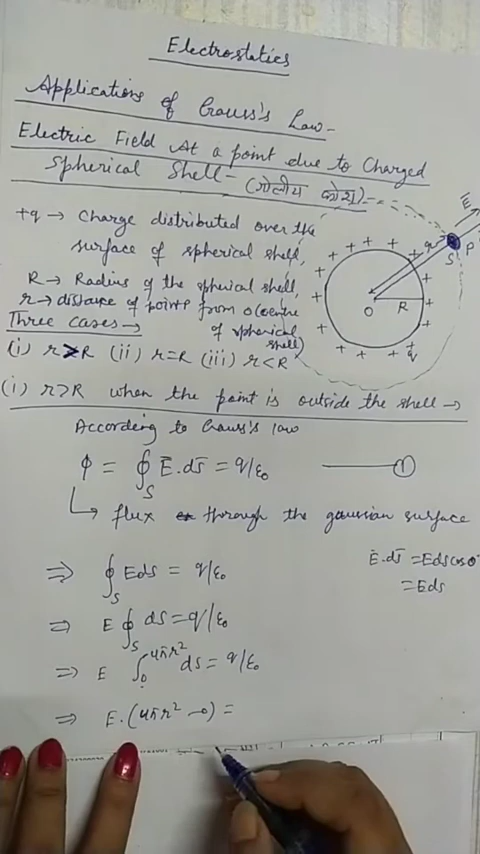 Electrostatics
Applications of Gauss's Law-
Electric Field At a point due to Charged
Spherical Shell- (गोलीय कोश)-
+q → Charge distributed over the
surface of spherical shell,
R → Radius of the spherical shell,
r → distance of point P from O (centre
of spherical
shell)
Three cases →
(i) r > R (ii) r = R (iii) r < R
E
r
S P
O R
+ + + + + + + + + + + + +
q
(i) r > R when the point is outside the shell →
According to Gauss's law
ϕ = ∮S E̅.ds̅ = q/ε₀ — ①
↳ flux through the gaussian surface
⇒ ∮S Eds = q/ε₀
E̅.ds̅ = Eds cos0°
= Eds
⇒ E ∮S ds = q/ε₀
⇒ E ∫₀^4πr² ds = q/ε₀
⇒ E.(4πr² - 0) =